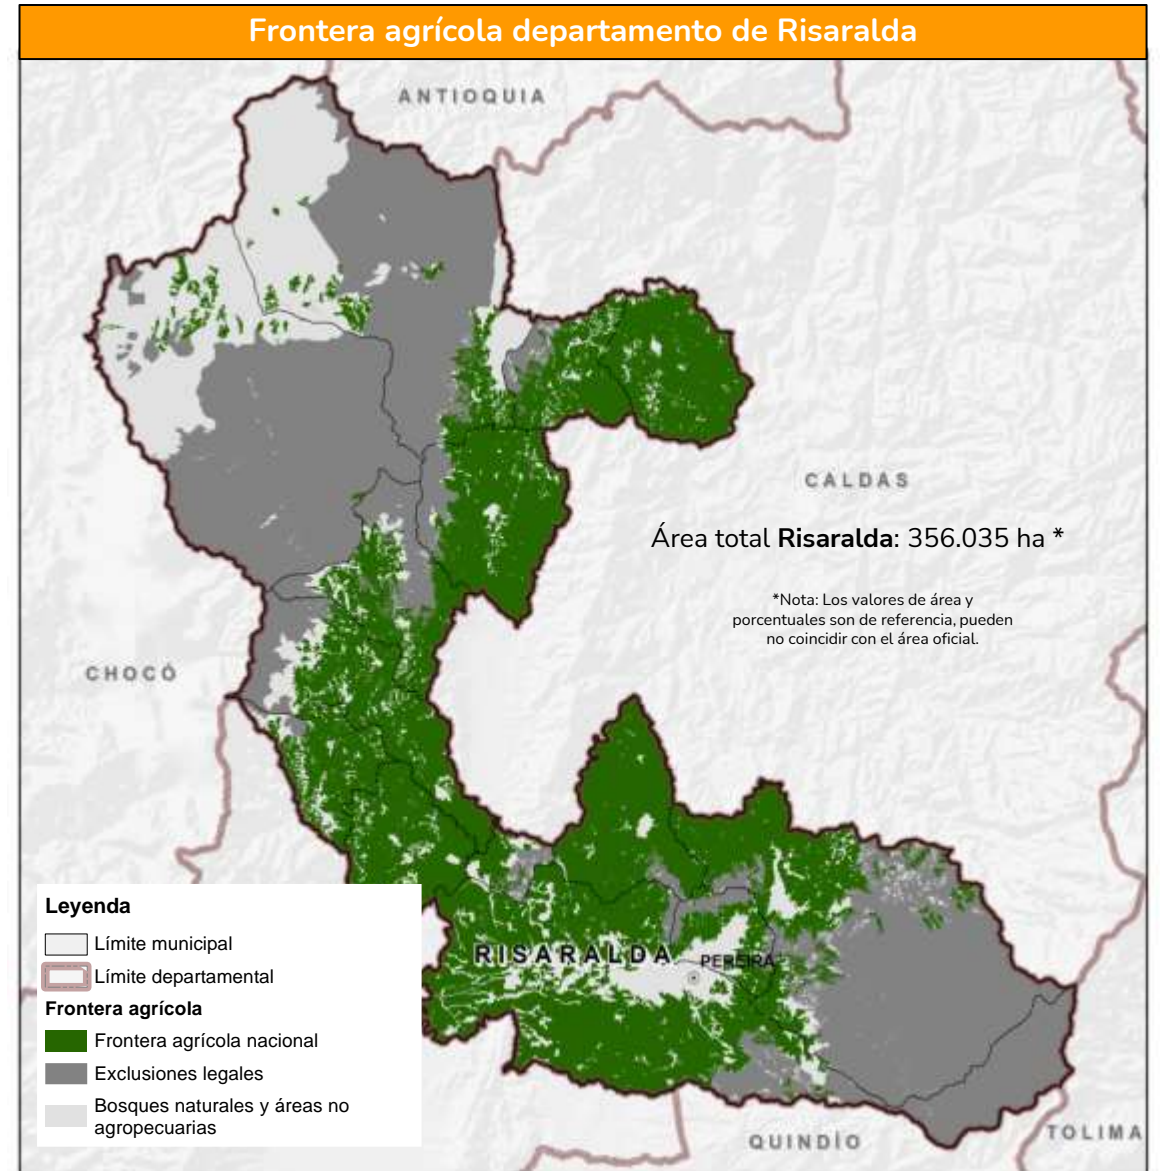 Frontera agrícola departamento de Risaralda
ANTIOQUIA
CALDAS
Área total Risaralda: 356.035 ha *
*Nota: Los valores de área y
porcentuales son de referencia, pueden
no coincidir con el área oficial.
CHOCÓ
Leyenda
Límite municipal
Límite departamental
Frontera agrícola
Frontera agrícola nacional
Exclusiones legales
Bosques naturales y áreas no
agropecuarias
RISARALDA
PEREIRA
QUINDÍO
TOLIMA